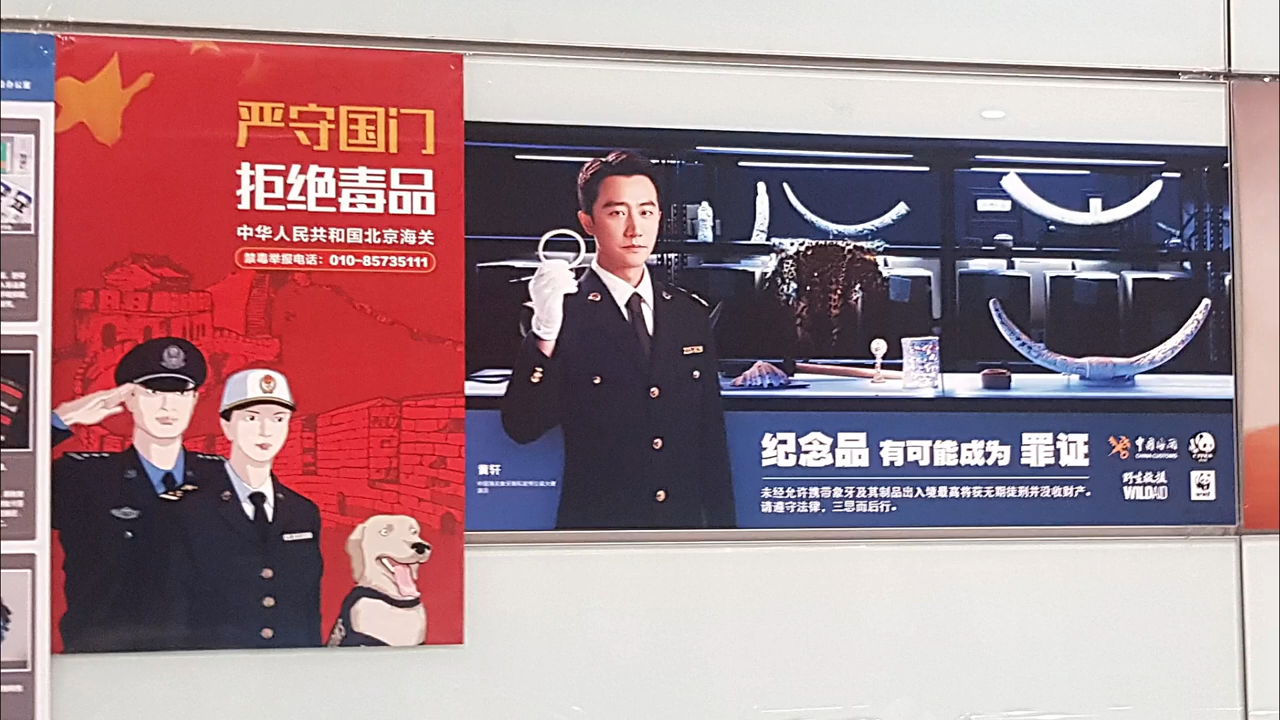 严守国门
拒绝毒品
中华人民共和国北京海关
禁毒举报电话：010-85735111
纪念品 有可能成为 罪证
未经允许携带象牙及其制品出入境最高将获无期徒刑并没收财产。
请遵守法律，三思而后行。
黄轩
中国海关
CHINA CUSTOMS
野生救援
WILDAID
WWF